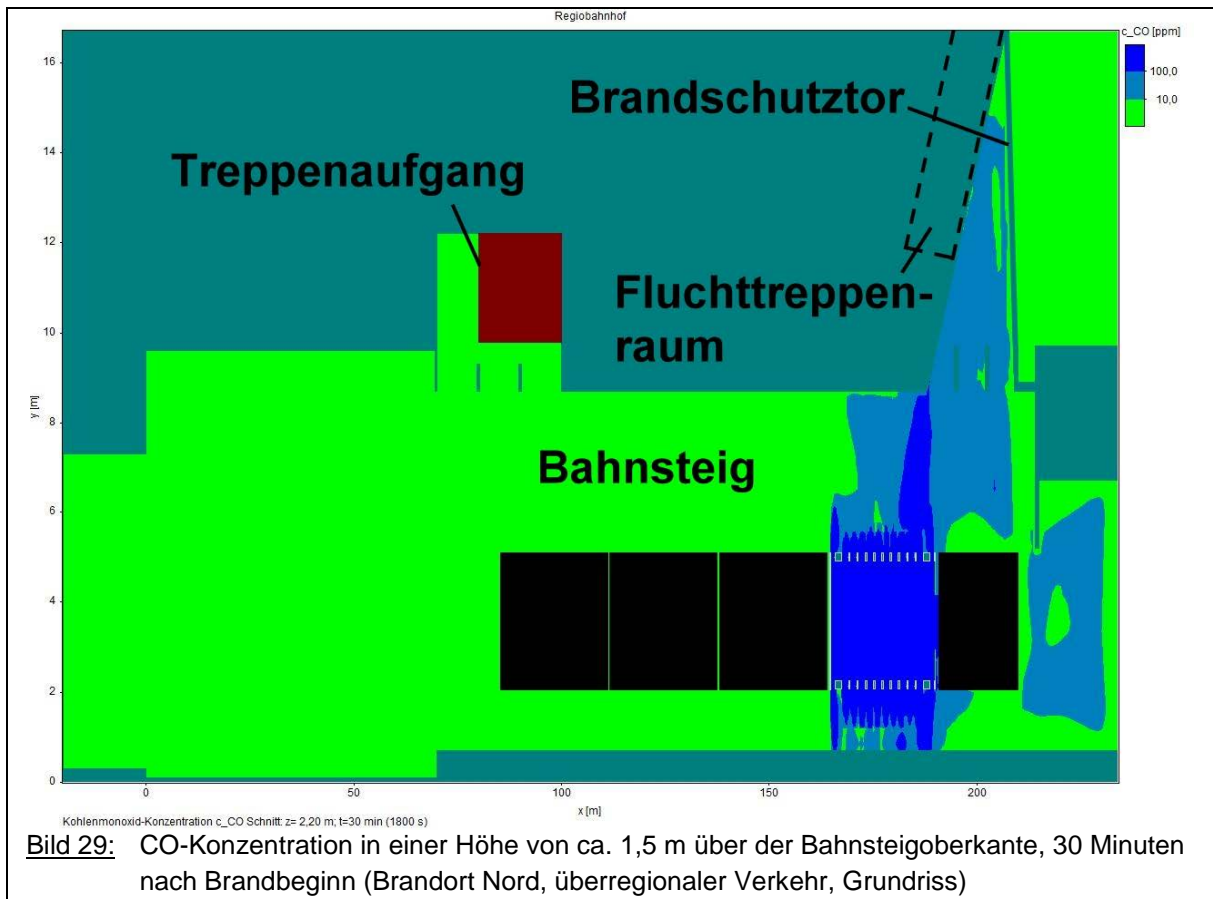 Regiobahnhof
c_CO [ppm]
100,0
10,0
16
14
12
10
8
6
4
2
0
y [m]
Brandschutztor
Treppenaufgang
Fluchttreppen-
raum
Bahnsteig
0
50
100
150
200
x [m]
Kohlenmonoxid-Konzentration c_CO Schnitt: z= 2,20 m; t=30 min (1800 s)
Bild 29: CO-Konzentration in einer Höhe von ca. 1,5 m über der Bahnsteigoberkante, 30 Minuten
nach Brandbeginn (Brandort Nord, überregionaler Verkehr, Grundriss)